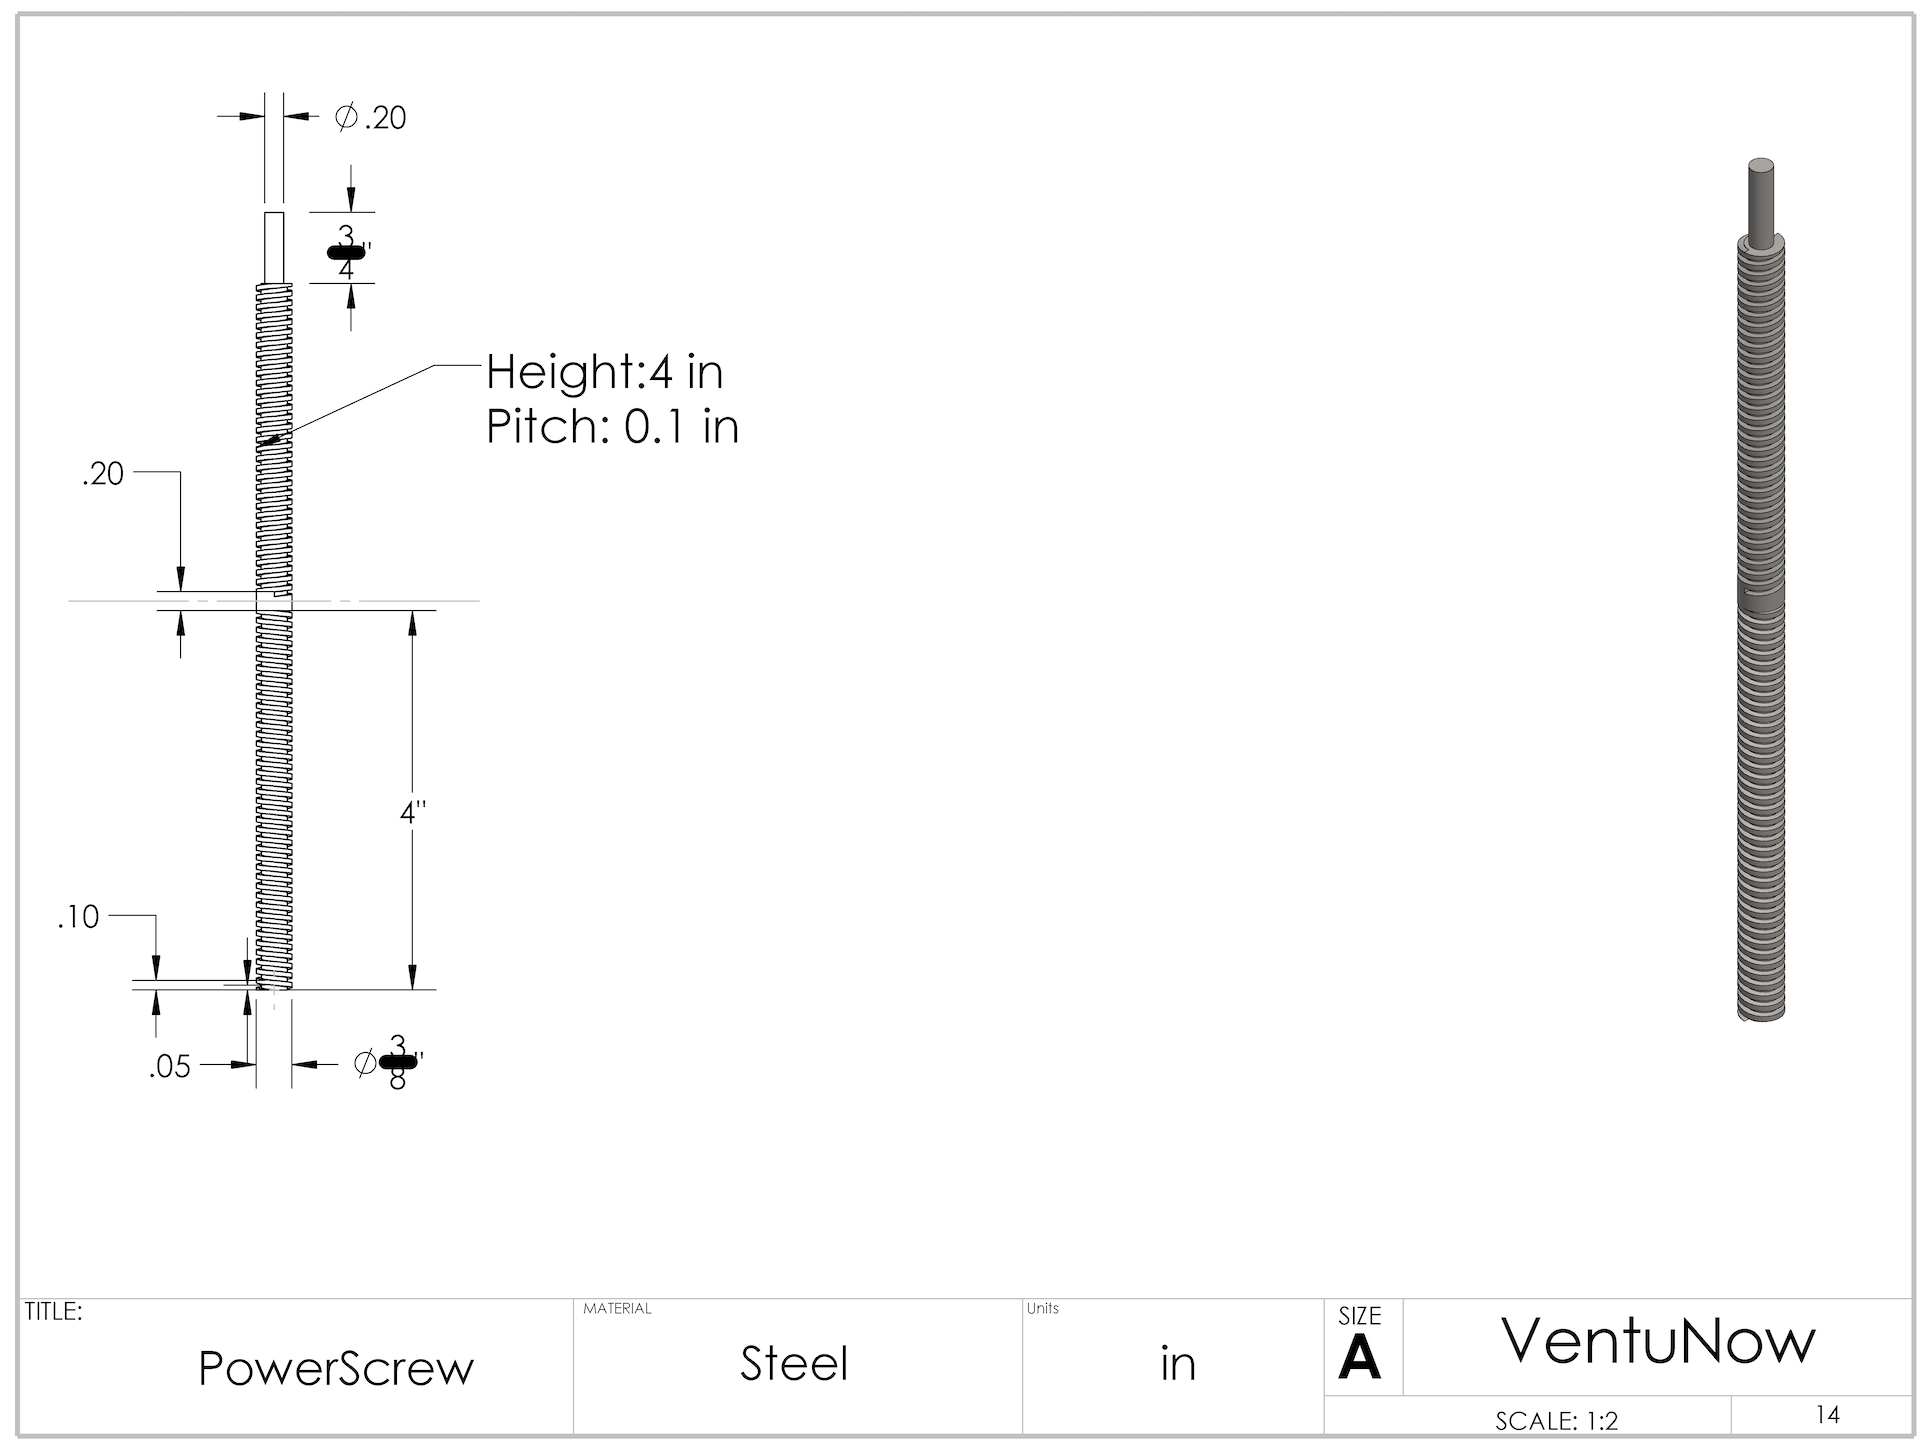 Ø .20
3
4"
Height:4 in
Pitch: 0.1 in
.20
4"
.10
.05
Ø 3
8"
TITLE:
PowerScrew
MATERIAL
Steel
Units
in
SIZE
A
VentuNow
SCALE: 1:2
14